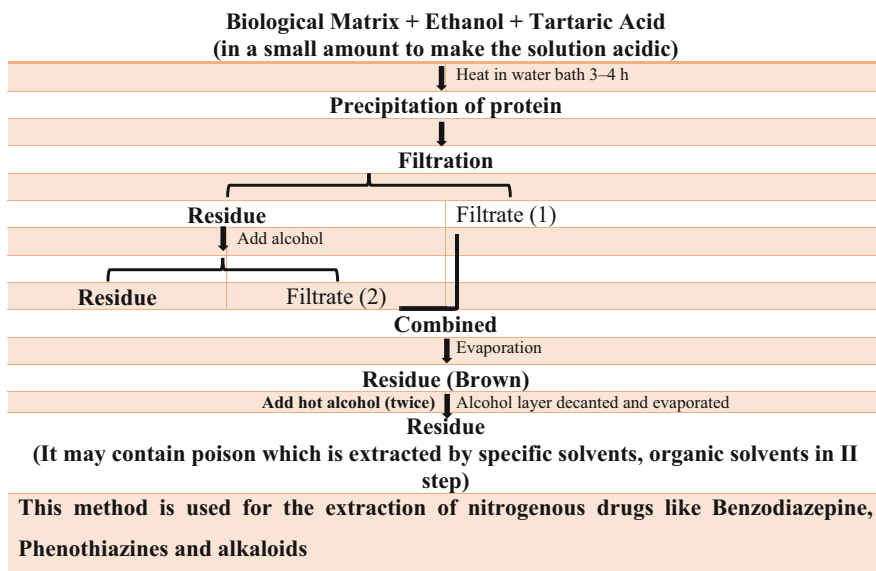 Biological Matrix + Ethanol + Tartaric Acid
(in a small amount to make the solution acidic)
Heat in water bath 3–4 h
Precipitation of protein
Filtration
Residue
Filtrate (1)
Add alcohol
Residue
Filtrate (2)
Combined
Evaporation
Residue (Brown)
Add hot alcohol (twice) Alcohol layer decanted and evaporated
Residue
(It may contain poison which is extracted by specific solvents, organic solvents in II
step)
This method is used for the extraction of nitrogenous drugs like Benzodiazepine,
Phenothiazines and alkaloids